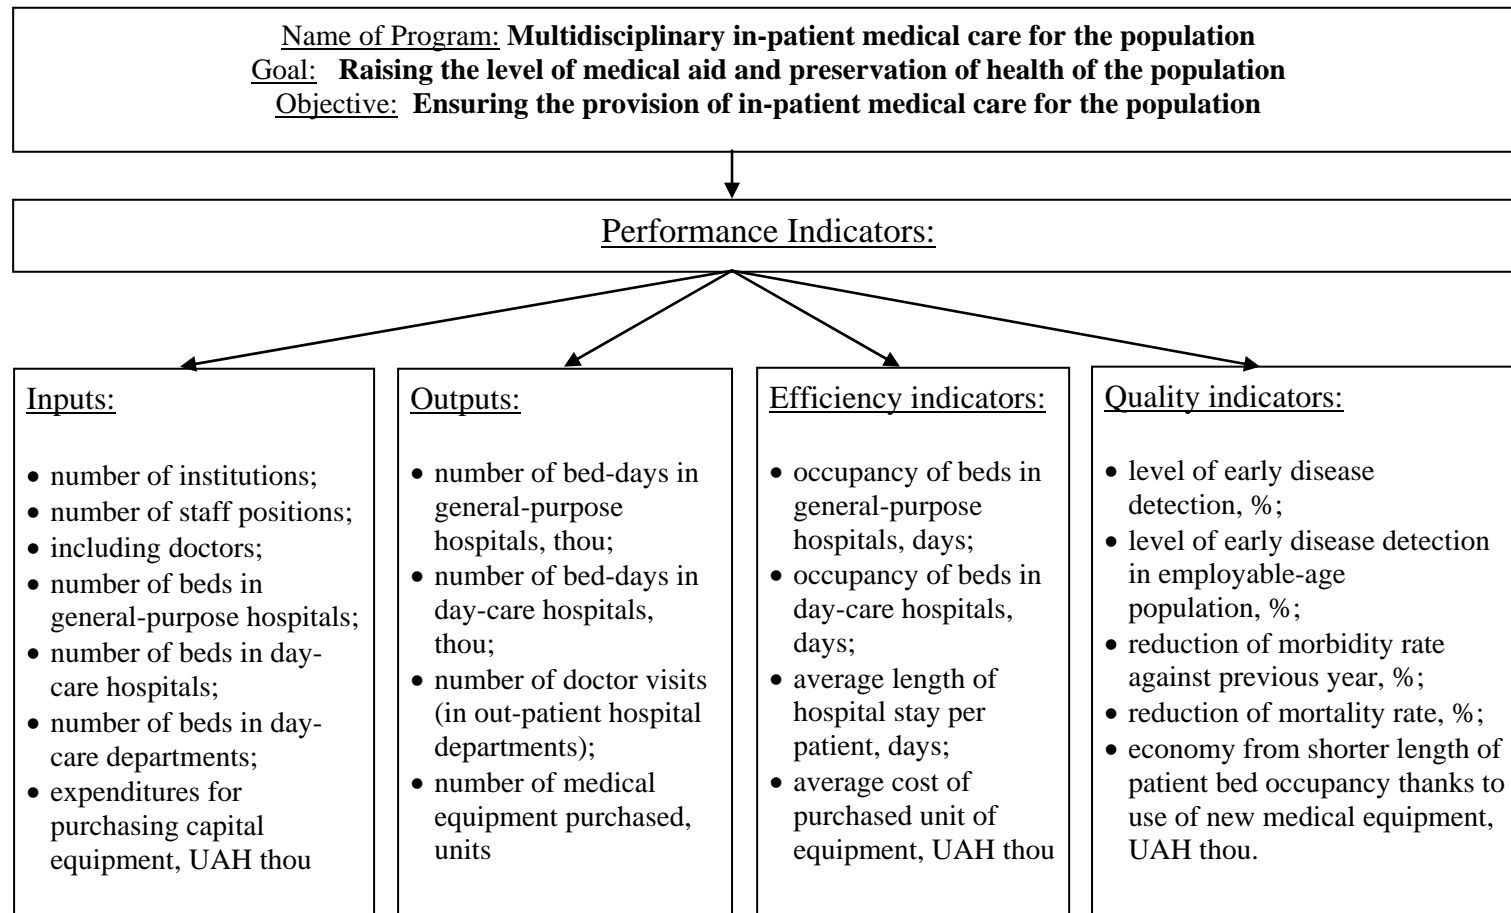 Name of Program: Multidisciplinary in-patient medical care for the population
Goal: Raising the level of medical aid and preservation of health of the population
Objective: Ensuring the provision of in-patient medical care for the population
Performance Indicators:
Inputs:
• number of institutions;
• number of staff positions;
• including doctors;
• number of beds in
general-purpose hospitals;
• number of beds in day-
care hospitals;
• number of beds in day-
care departments;
• expenditures for
purchasing capital
equipment, UAH thou
Outputs:
• number of bed-days in
general-purpose
hospitals, thou;
• number of bed-days in
day-care hospitals,
thou;
• number of doctor visits
(in out-patient hospital
departments);
• number of medical
equipment purchased,
units
Efficiency indicators:
• occupancy of beds in
general-purpose
hospitals, days;
• occupancy of beds in
day-care hospitals,
days;
• average length of
hospital stay per
patient, days;
• average cost of
purchased unit of
equipment, UAH thou
Quality indicators:
• level of early disease
detection, %;
• level of early disease detection
in employable-age
population, %;
• reduction of morbidity rate
against previous year, %;
• reduction of mortality rate, %;
• economy from shorter length of
patient bed occupancy thanks to
use of new medical equipment,
UAH thou.